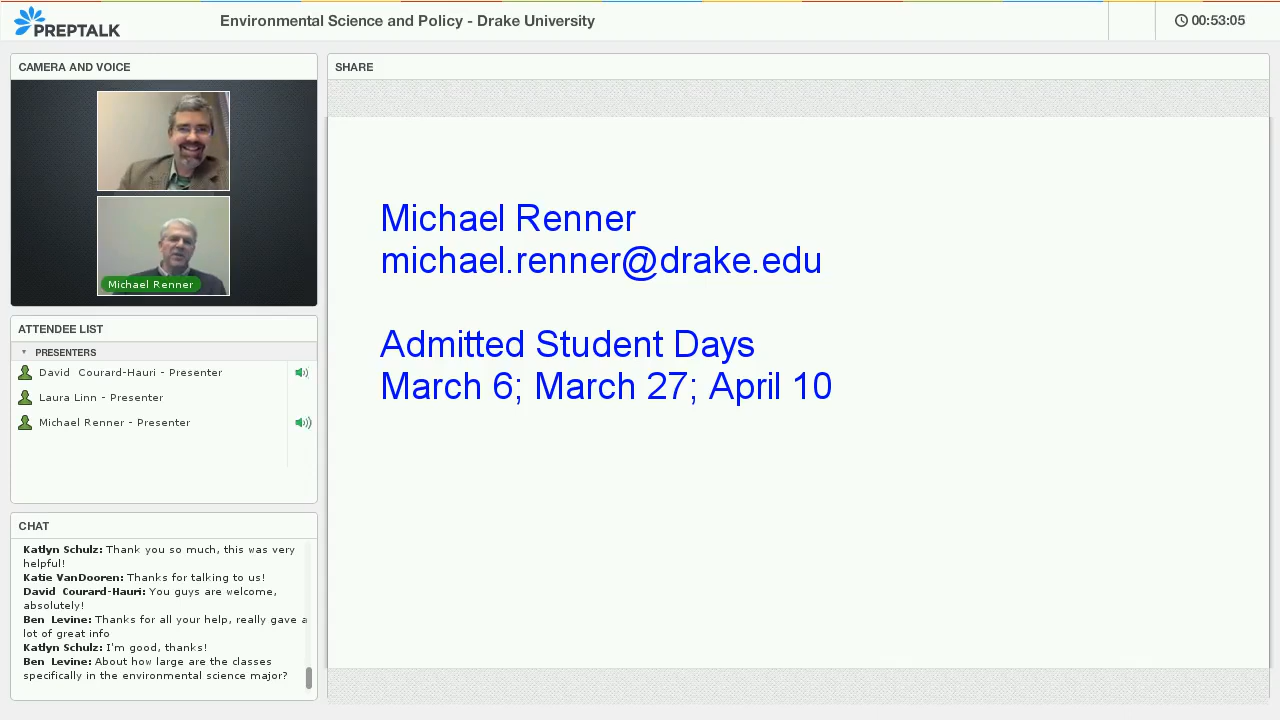 PREPTALK
Environmental Science and Policy - Drake University
00:53:05
CAMERA AND VOICE
Michael Renner
ATTENDEE LIST
PRESENTERS
David Courard-Hauri - Presenter
Laura Linn - Presenter
Michael Renner - Presenter
CHAT
Katlyn Schulz: Thank you so much, this was very
helpful!
Katie VanDooren: Thanks for talking to us!
David Courard-Hauri: You guys are welcome,
absolutely!
Ben Levine: Thanks for all your help, really gave a
lot of great info
Katlyn Schulz: I'm good, thanks!
Ben Levine: About how large are the classes
specifically in the environmental science major?
SHARE
Michael Renner
michael.renner@drake.edu
Admitted Student Days
March 6; March 27; April 10